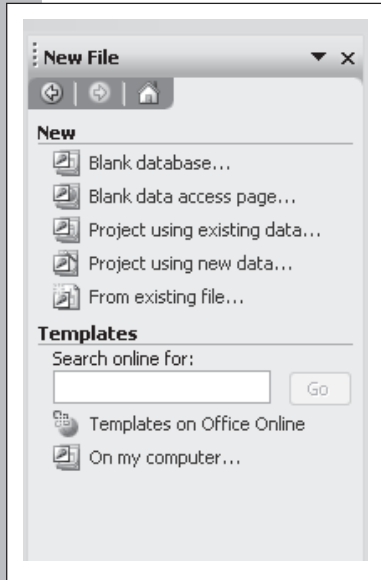 New File
New
Blank database...
Blank data access page...
Project using existing data...
Project using new data...
From existing file...
Templates
Search online for:
Go
Templates on Office Online
On my computer...